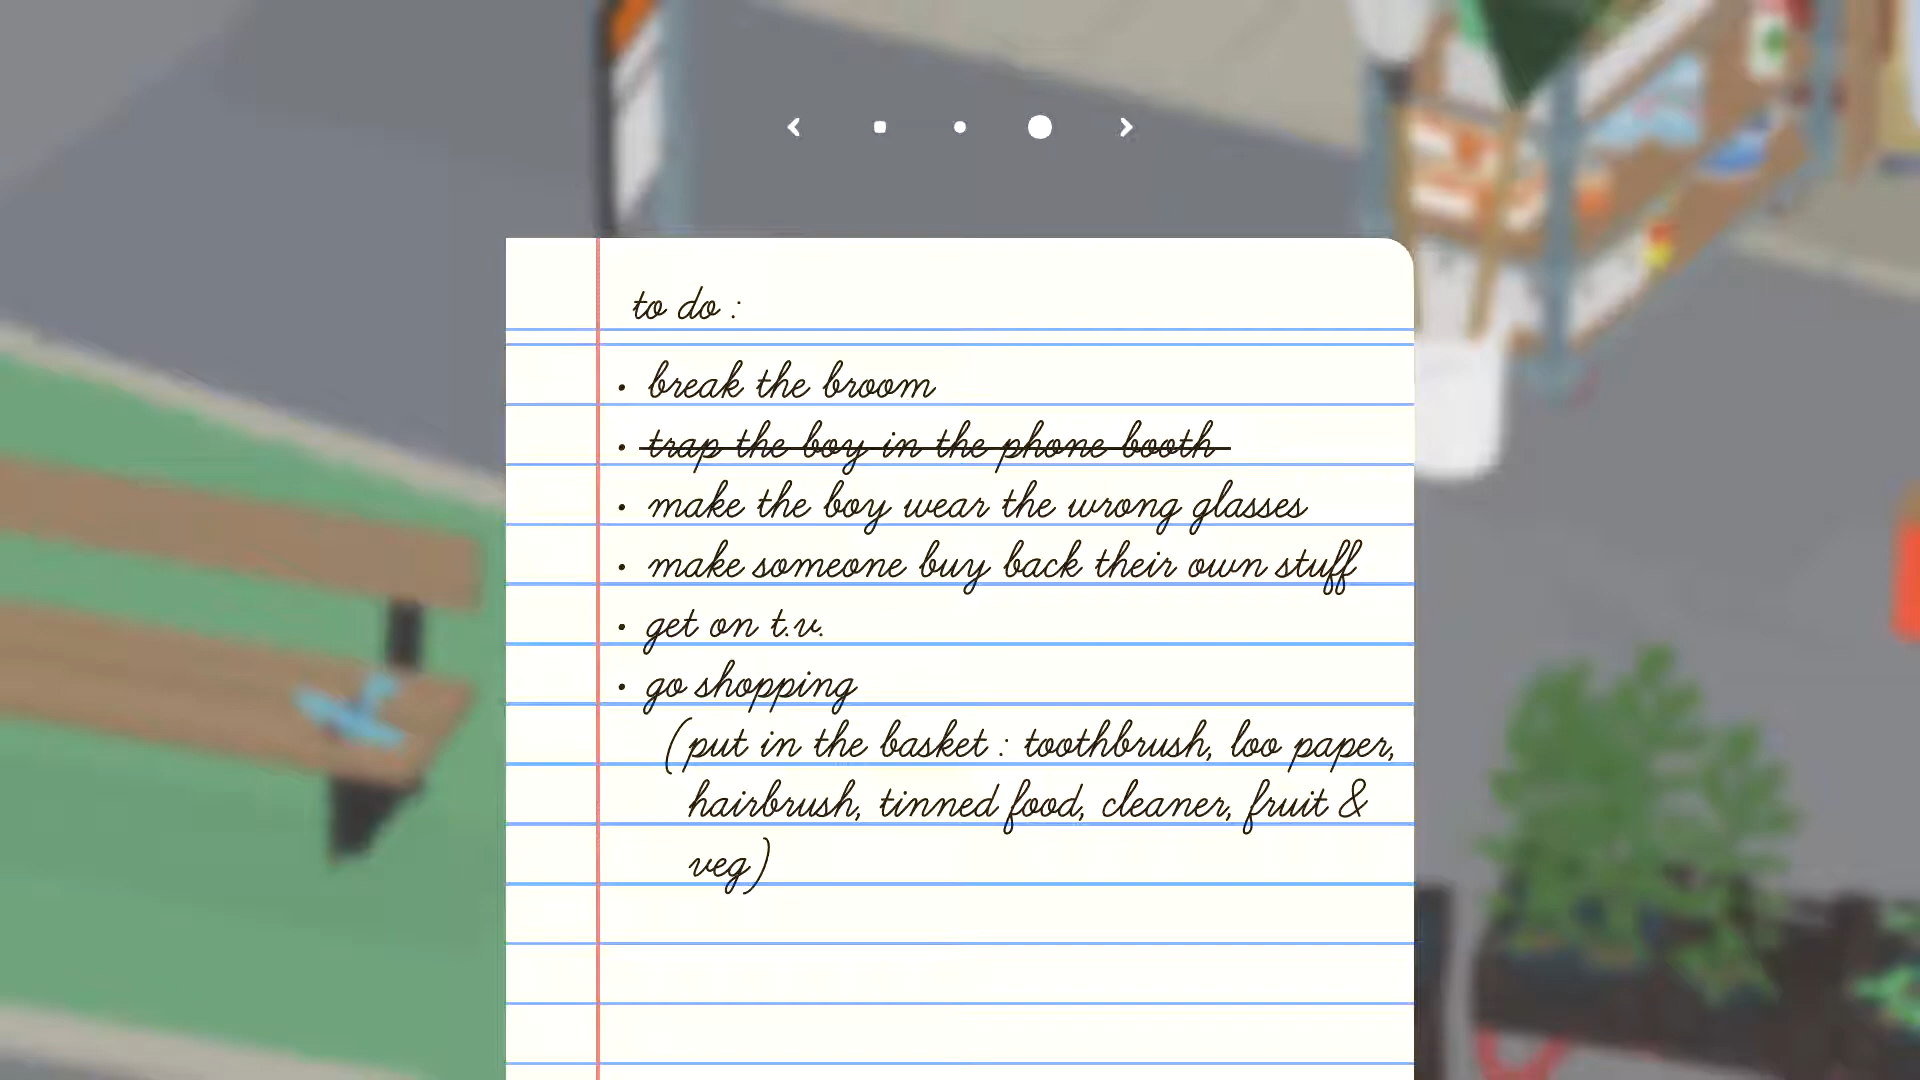 to do :
• break the broom
• trap the boy in the phone booth
• make the boy wear the wrong glasses
• make someone buy back their own stuff
• get on t.v.
• go shopping
(put in the basket : toothbrush, loo paper,
hairbrush, tinned food, cleaner, fruit &
veg)